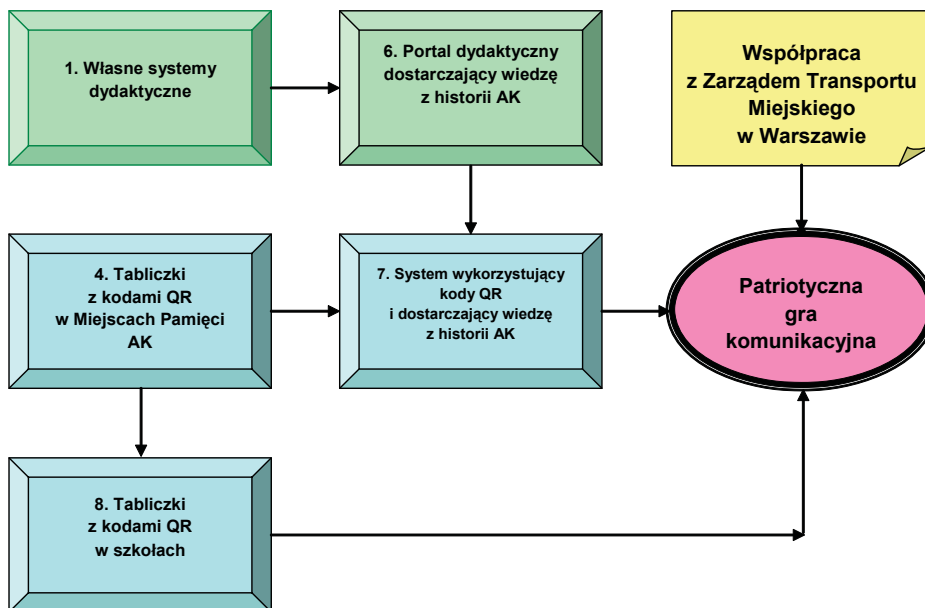 1. Własne systemy
dydaktyczne
6. Portal dydaktyczny
dostarczający wiedzę
z historii AK
Współpraca
z Zarządem Transportu
Miejskiego
w Warszawie
4. Tabliczki
z kodami QR
w Miejscach Pamięci
AK
7. System wykorzystujący
kody QR
i dostarczający wiedzę
z historii AK
Patriotyczna
gra
komunikacyjna
8. Tabliczki
z kodami QR
w szkołach